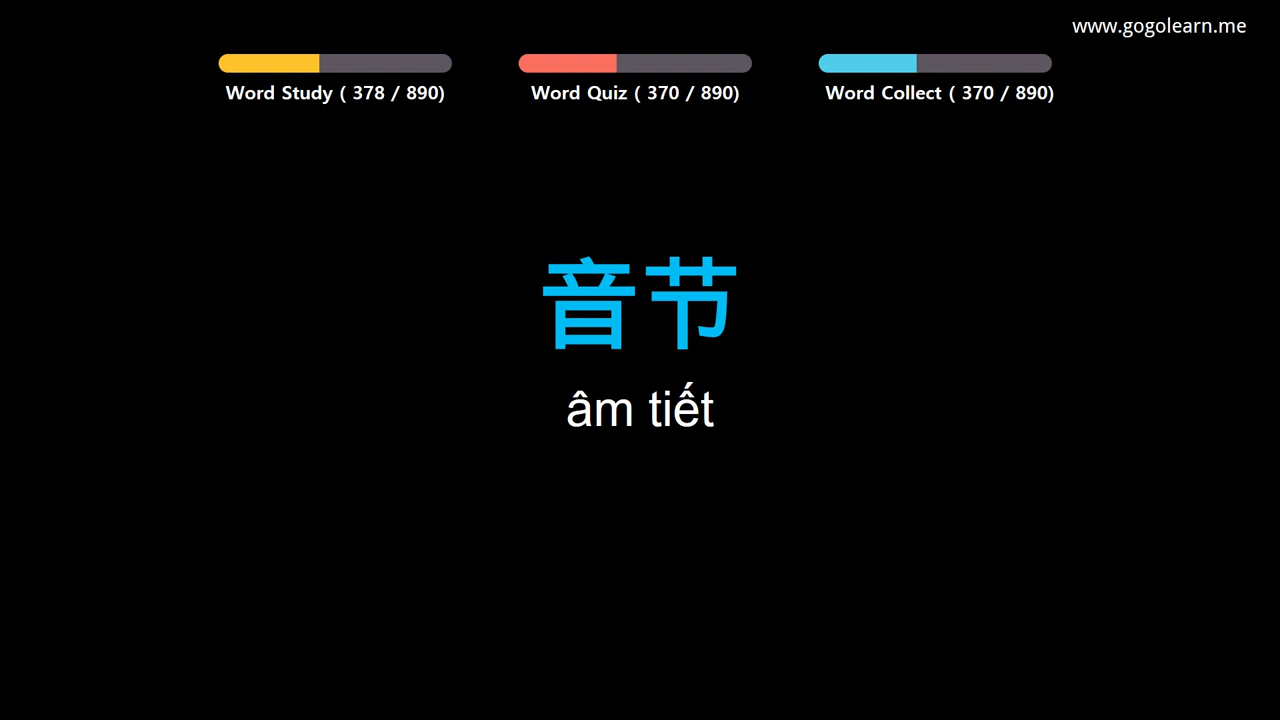 www.gogolearn.me
Word Study ( 378 / 890)
Word Quiz ( 370 / 890)
Word Collect ( 370 / 890)
音节
âm tiết